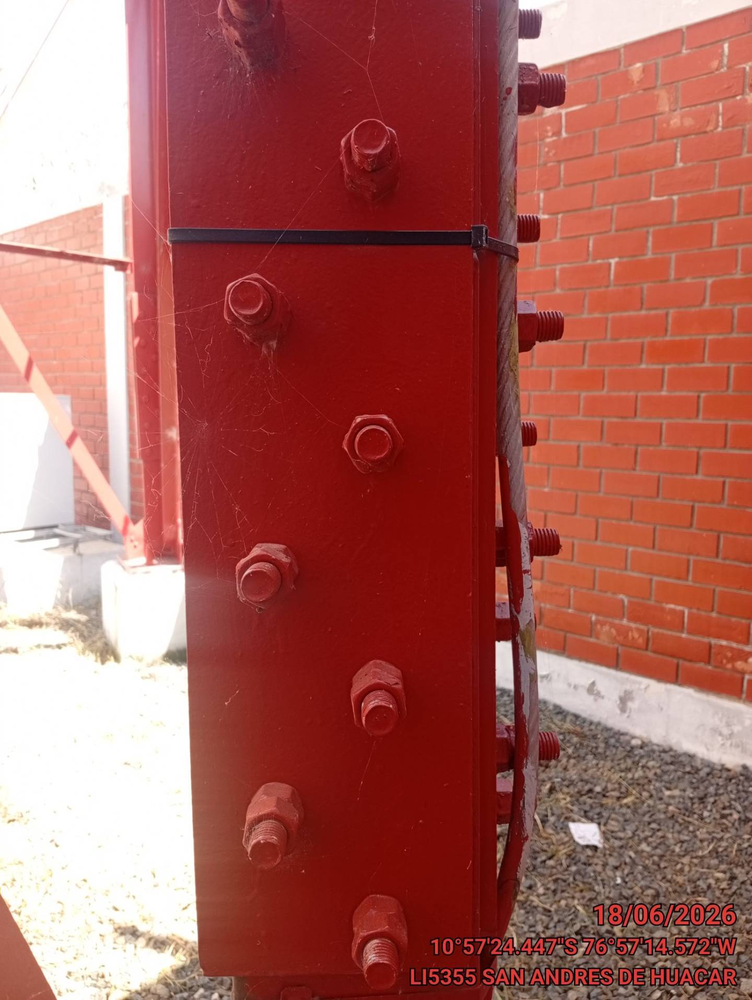 18/06/2026
10°57'24.447"S 76°57'14.572"W
LI5355 SAN ANDRES DE HUACAR